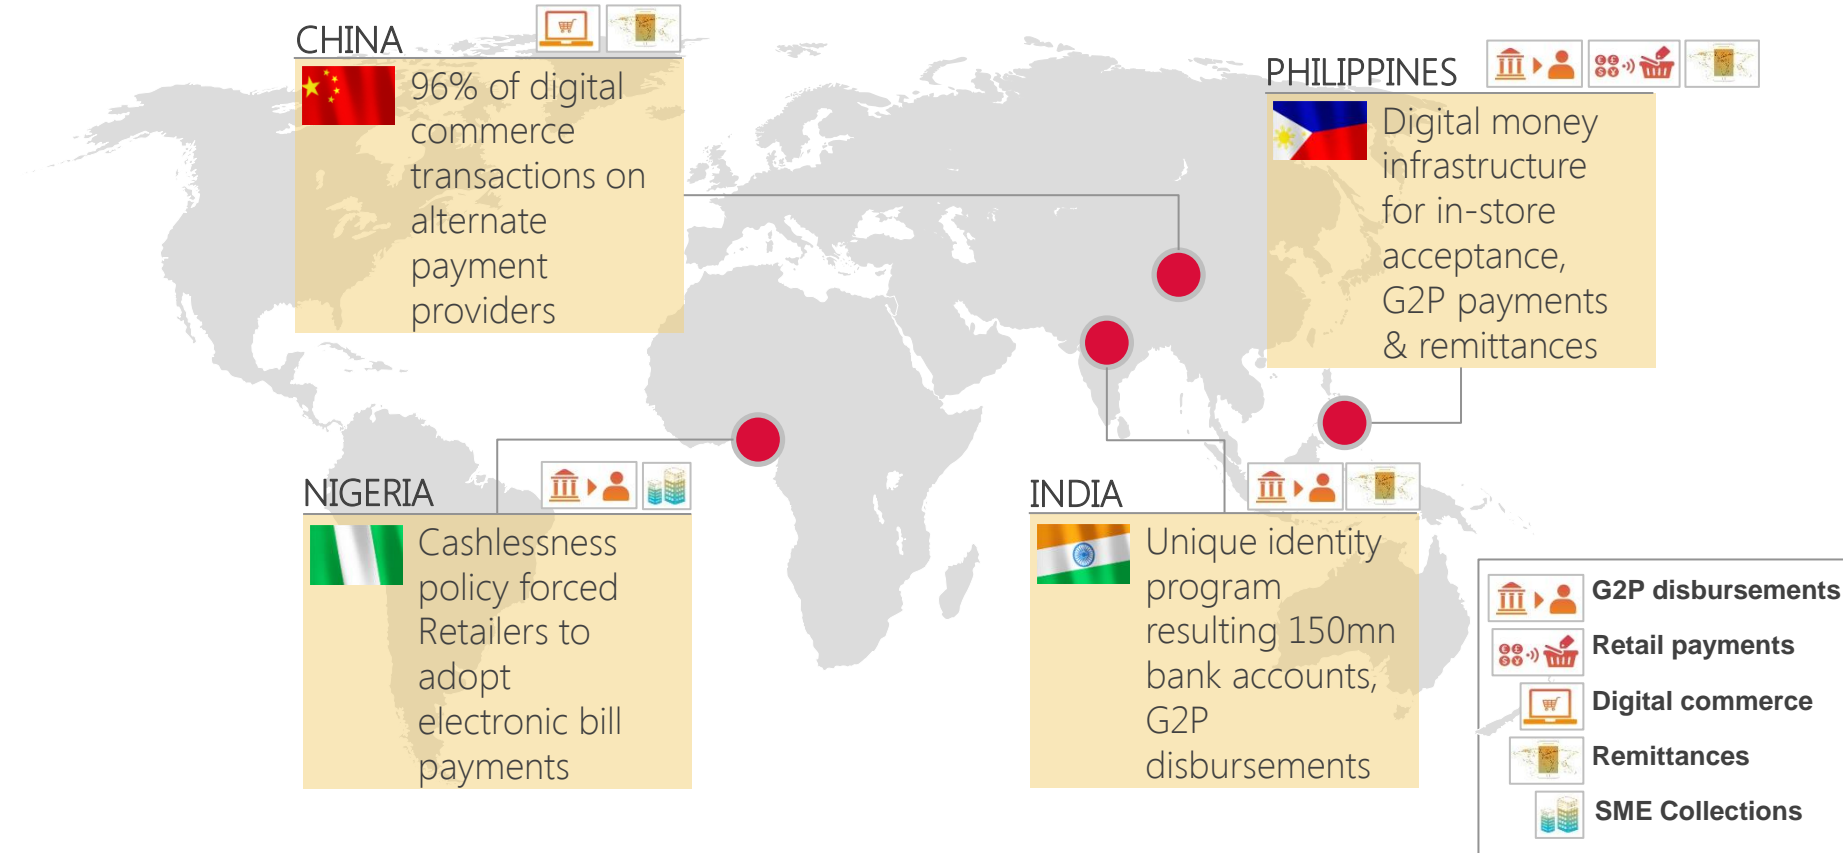 CHINA
96% of digital
commerce
transactions on
alternate
payment
providers
PHILIPPINES
Digital money
infrastructure
for in-store
acceptance,
G2P payments
& remittances
NIGERIA
Cashlessness
policy forced
Retailers to
adopt
electronic bill
payments
INDIA
Unique identity
program
resulting 150mn
bank accounts,
G2P
disbursements
G2P disbursements
Retail payments
Digital commerce
Remittances
SME Collections